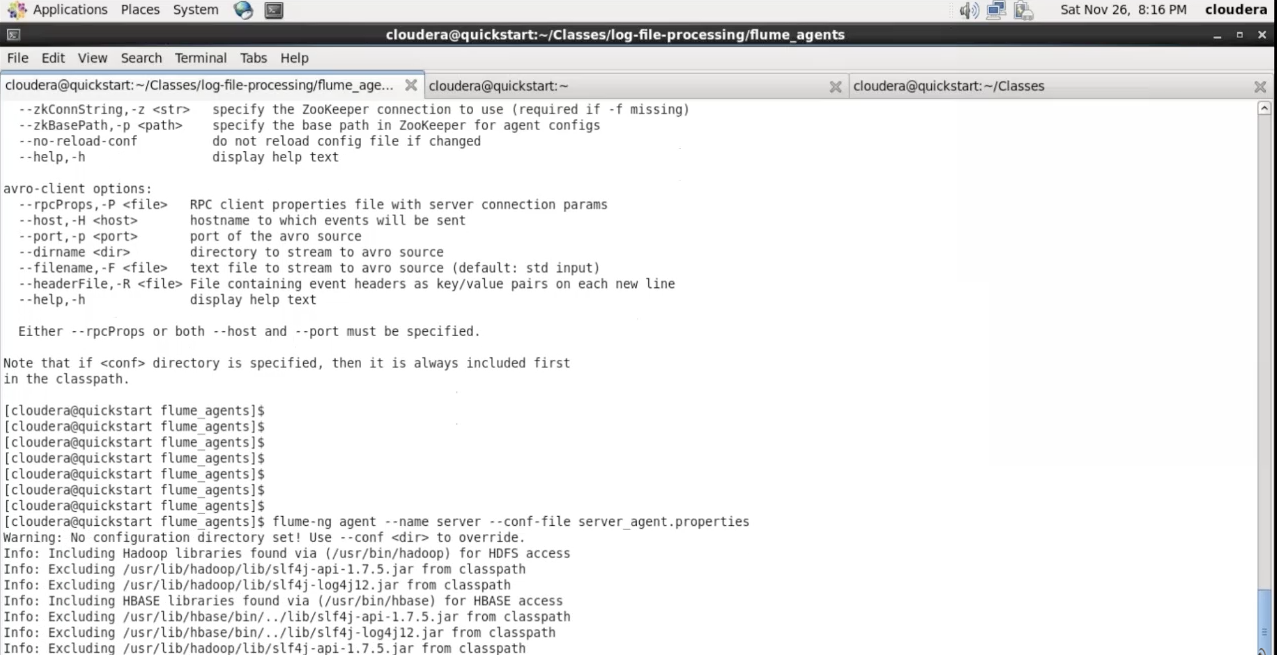 Applications Places System Sat Nov 26, 8:16 PM cloudera
cloudera@quickstart:~/Classes/log-file-processing/flume_agents
File Edit View Search Terminal Tabs Help
cloudera@quickstart:~/Classes/log-file-processing/flume_age... cloudera@quickstart:~ cloudera@quickstart:~/Classes
--zkConnString,-z <str> specify the ZooKeeper connection to use (required if -f missing)
--zkBasePath,-p <path> specify the base path in ZooKeeper for agent configs
--no-reload-conf do not reload config file if changed
--help,-h display help text
avro-client options:
--rpcProps,-P <file> RPC client properties file with server connection params
--host,-H <host> hostname to which events will be sent
--port,-p <port> port of the avro source
--dirname <dir> directory to stream to avro source
--filename,-F <file> text file to stream to avro source (default: std input)
--headerFile,-R <file> File containing event headers as key/value pairs on each new line
--help,-h display help text
Either --rpcProps or both --host and --port must be specified.
Note that if <conf> directory is specified, then it is always included first
in the classpath.
[cloudera@quickstart flume_agents]$
[cloudera@quickstart flume_agents]$
[cloudera@quickstart flume_agents]$
[cloudera@quickstart flume_agents]$
[cloudera@quickstart flume_agents]$
[cloudera@quickstart flume_agents]$
[cloudera@quickstart flume_agents]$
[cloudera@quickstart flume_agents]$ flume-ng agent --name server --conf-file server_agent.properties
Warning: No configuration directory set! Use --conf <dir> to override.
Info: Including Hadoop libraries found via (/usr/bin/hadoop) for HDFS access
Info: Excluding /usr/lib/hadoop/lib/slf4j-api-1.7.5.jar from classpath
Info: Excluding /usr/lib/hadoop/lib/slf4j-log4j12.jar from classpath
Info: Including HBASE libraries found via (/usr/bin/hbase) for HBASE access
Info: Excluding /usr/lib/hbase/bin/../lib/slf4j-api-1.7.5.jar from classpath
Info: Excluding /usr/lib/hbase/bin/../lib/slf4j-log4j12.jar from classpath
Info: Excluding /usr/lib/hadoop/lib/slf4j-api-1.7.5.jar from classpath